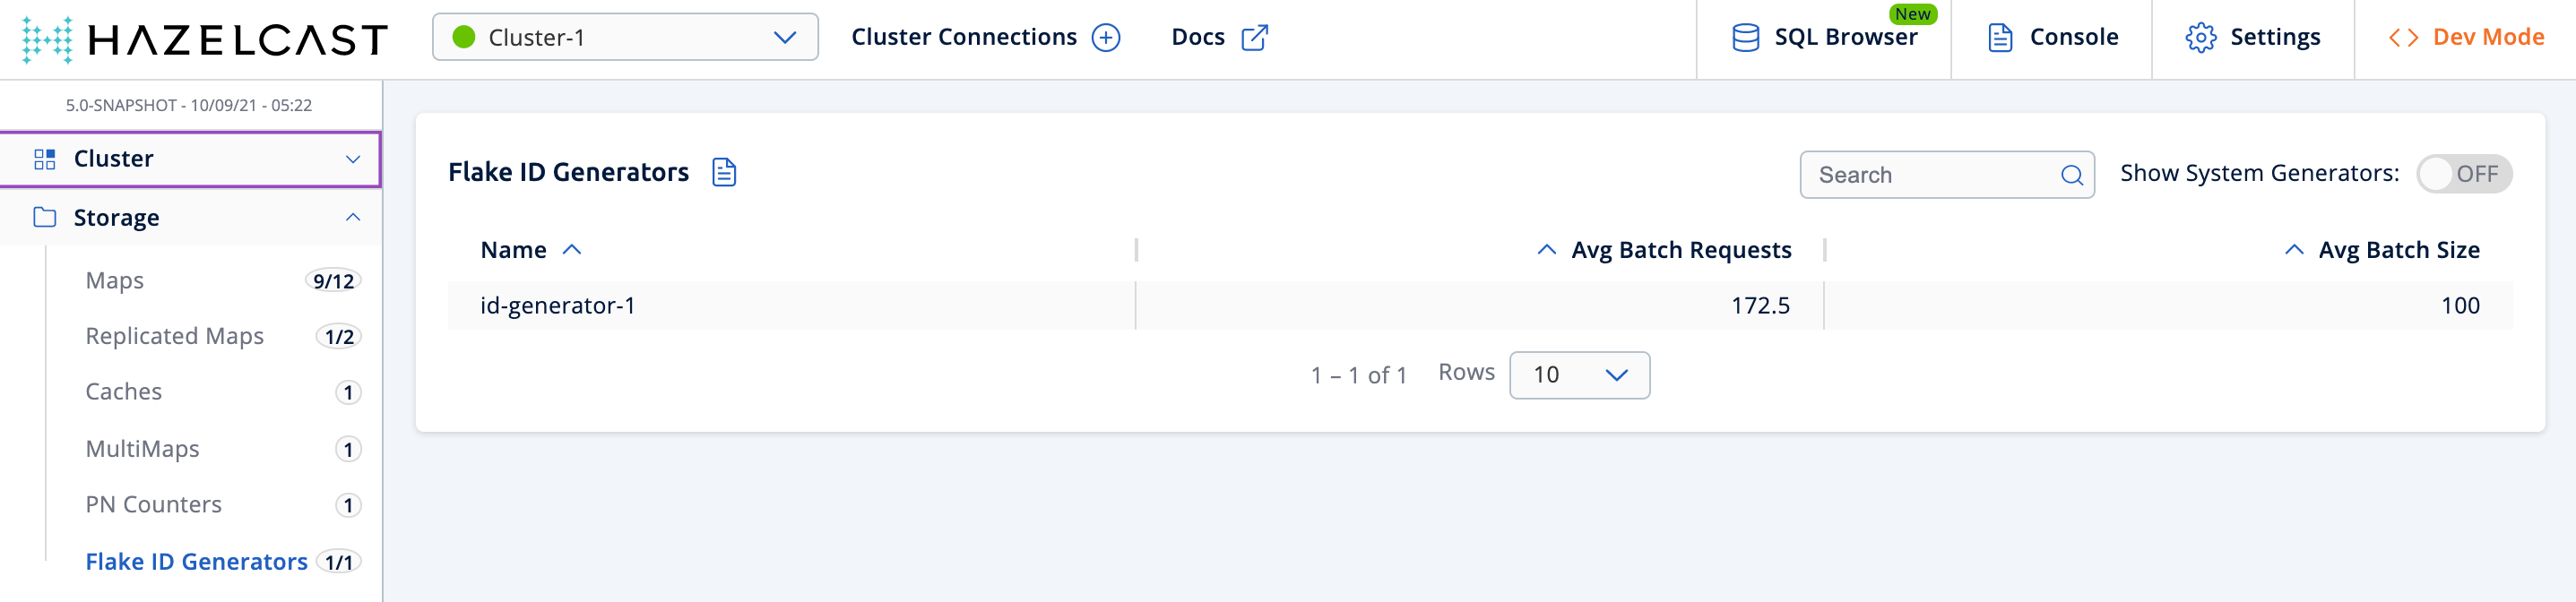 HAZELCAST
Cluster-1
Cluster Connections
Docs
New
SQL Browser
Console
Settings
Dev Mode
5.0-SNAPSHOT - 10/09/21 - 05:22
Cluster
Storage
Maps 9/12
Replicated Maps 1/2
Caches 1
MultiMaps 1
PN Counters 1
Flake ID Generators 1/1
Flake ID Generators
Search
Show System Generators: OFF
Name Avg Batch Requests Avg Batch Size
id-generator-1 172.5 100
1 – 1 of 1 Rows 10